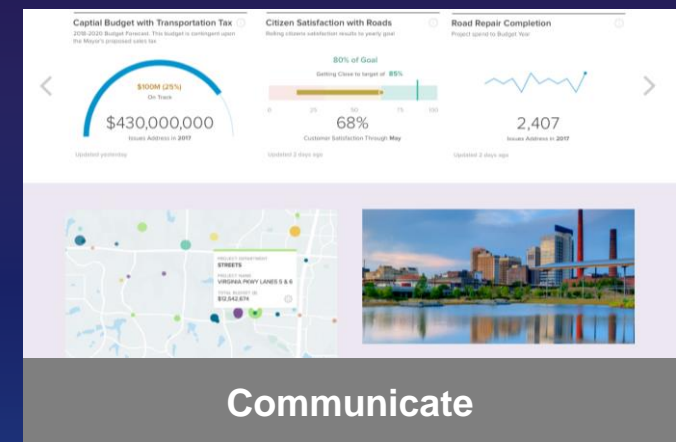 Captial Budget with Transportation Tax
2018-2020 Budget Forecast. This budget is contingent upon
the Mayor's proposed sales tax
$100M (25%)
On Track
$430,000,000
Issues Address in 2017
Updated yesterday
Citizen Satisfaction with Roads
Rolling citizens satisfaction results to yearly goal
80% of Goal
Getting Close to target of 85%
0 25 50 75 100
68%
Customer Satisfaction Through May
Updated 2 days ago
Road Repair Completion
Project spend to Budget Year
2,407
Issues Address in 2017
Updated 2 days ago
PROJECT DEPARTMENT
STREETS
PROJECT NAME
VIRGINIA PKWY LANES 5 & 6
TOTAL BUDGET
$12,542,674
Communicate